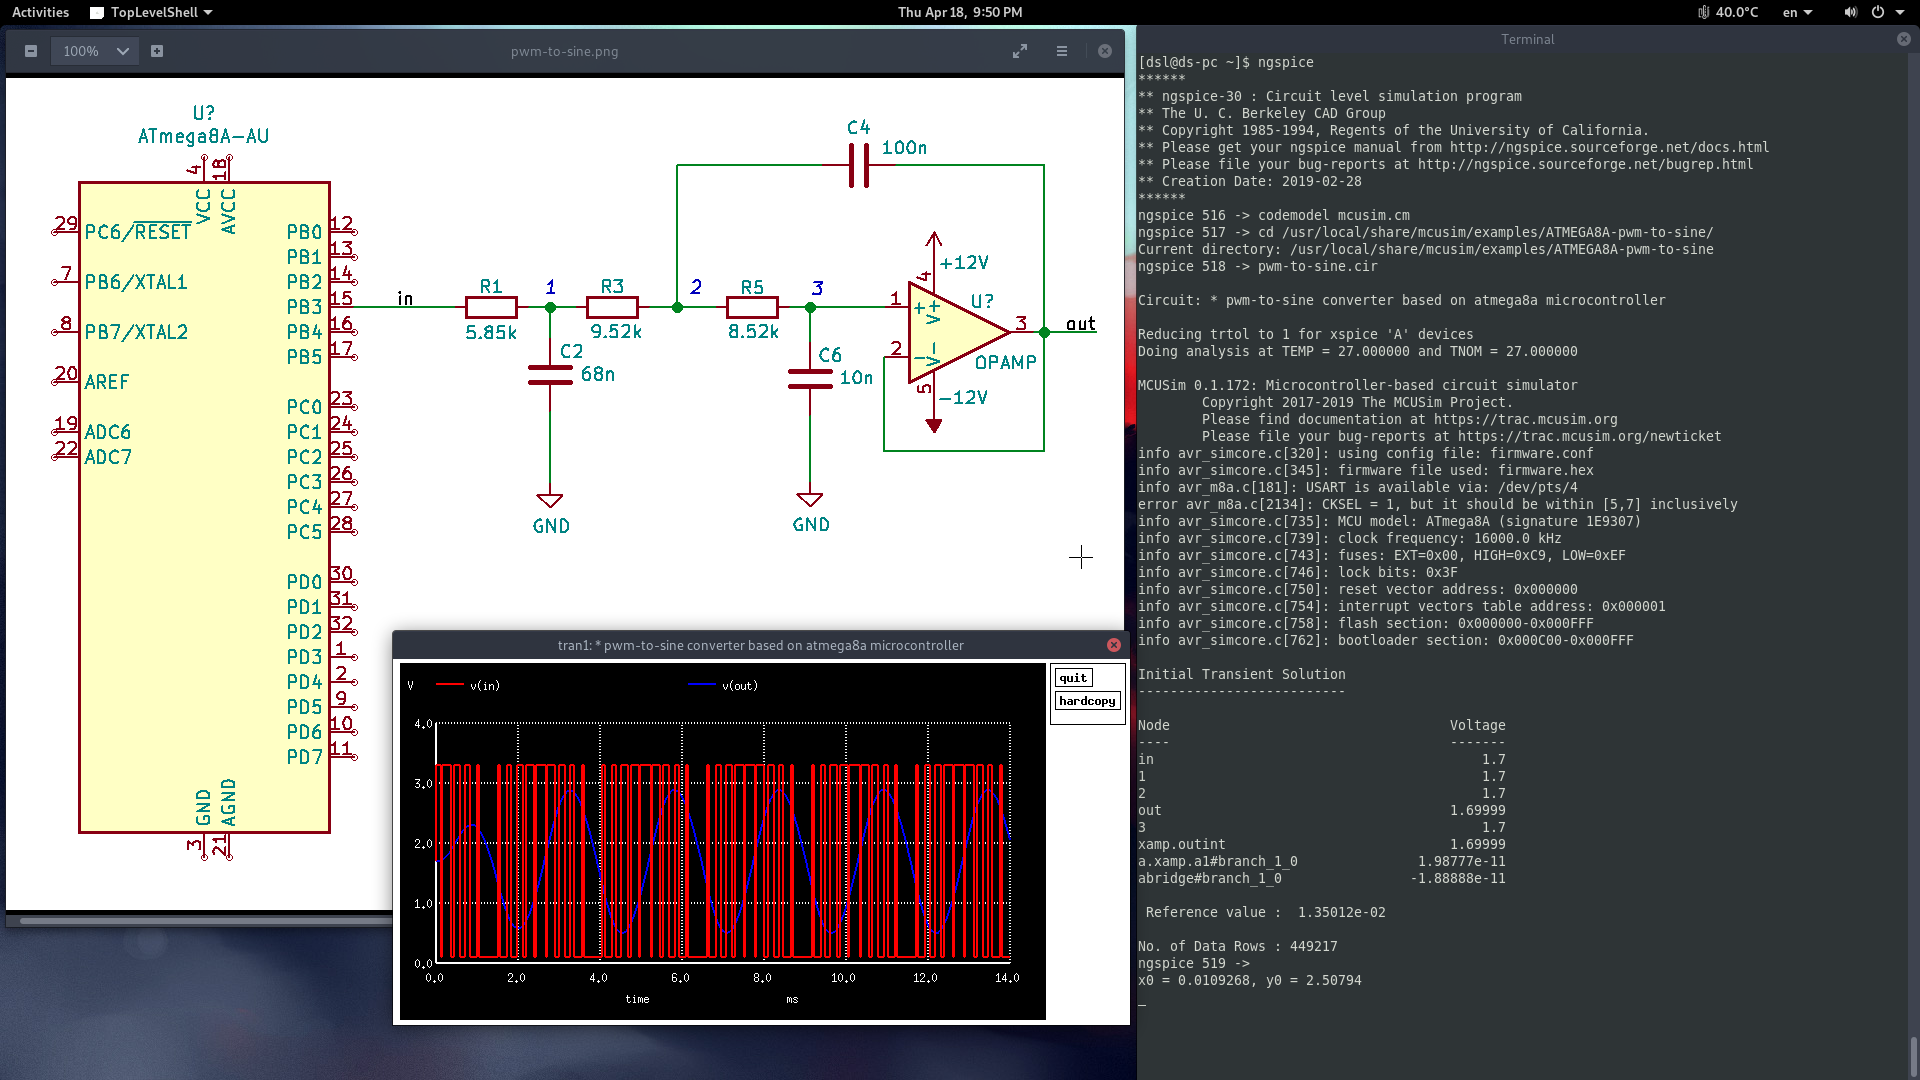 Activities
TopLevelShell
Thu Apr 18, 9:50 PM
40.0°C
en
100%
pwm-to-sine.png
U?
ATmega8A-AU
4
18
VCC
AVCC
29
PC6/RESET
7
PB6/XTAL1
8
PB7/XTAL2
20
AREF
19
ADC6
22
ADC7
PB0 12
PB1 13
PB2 14
PB3 15
PB4 16
PB5 17
PC0 23
PC1 24
PC2 25
PC3 26
PC4 27
PC5 28
PD0 30
PD1 31
PD2 32
PD3 1
PD4 2
PD5 9
PD6 10
PD7 11
GND
AGND
3
21
in
R1
5.85k
1
C2
68n
GND
R3
9.52k
2
C4
100n
R5
8.52k
3
C6
10n
GND
+12V
4
1
2
+
V+
−
V-
5
-12V
U?
OPAMP
3
out
tran1: * pwm-to-sine converter based on atmega8a microcontroller
V
v(in)
v(out)
quit
hardcopy
4.0
3.0
2.0
1.0
0.0
0.0 2.0 4.0 6.0 8.0 10.0 12.0 14.0
time ms
Terminal
[dsl@ds-pc ~]$ ngspice
******
** ngspice-30 : Circuit level simulation program
** The U. C. Berkeley CAD Group
** Copyright 1985-1994, Regents of the University of California.
** Please get your ngspice manual from http://ngspice.sourceforge.net/docs.html
** Please file your bug-reports at http://ngspice.sourceforge.net/bugrep.html
** Creation Date: 2019-02-28
******
ngspice 516 -> codemodel mcusim.cm
ngspice 517 -> cd /usr/local/share/mcusim/examples/ATMEGA8A-pwm-to-sine/
Current directory: /usr/local/share/mcusim/examples/ATMEGA8A-pwm-to-sine
ngspice 518 -> pwm-to-sine.cir
Circuit: * pwm-to-sine converter based on atmega8a microcontroller
Reducing trtol to 1 for xspice 'A' devices
Doing analysis at TEMP = 27.000000 and TNOM = 27.000000
MCUSim 0.1.172: Microcontroller-based circuit simulator
Copyright 2017-2019 The MCUSim Project.
Please find documentation at https://trac.mcusim.org
Please file your bug-reports at https://trac.mcusim.org/newticket
info avr_simcore.c[320]: using config file: firmware.conf
info avr_simcore.c[345]: firmware file used: firmware.hex
info avr_m8a.c[181]: USART is available via: /dev/pts/4
error avr_m8a.c[2134]: CKSEL = 1, but it should be within [5,7] inclusively
info avr_simcore.c[735]: MCU model: ATmega8A (signature 1E9307)
info avr_simcore.c[739]: clock frequency: 16000.0 kHz
info avr_simcore.c[743]: fuses: EXT=0x00, HIGH=0xC9, LOW=0xEF
info avr_simcore.c[746]: lock bits: 0x3F
info avr_simcore.c[750]: reset vector address: 0x000000
info avr_simcore.c[754]: interrupt vectors table address: 0x000001
info avr_simcore.c[758]: flash section: 0x000000-0x000FFF
info avr_simcore.c[762]: bootloader section: 0x000C00-0x000FFF
Initial Transient Solution
--------------------------
Node Voltage
---- -------
in 1.7
1 1.7
2 1.7
out 1.69999
3 1.7
xamp.outint 1.69999
a.xamp.a1#branch_1_0 1.98777e-11
abridge#branch_1_0 -1.88888e-11
Reference value : 1.35012e-02
No. of Data Rows : 449217
ngspice 519 ->
x0 = 0.0109268, y0 = 2.50794